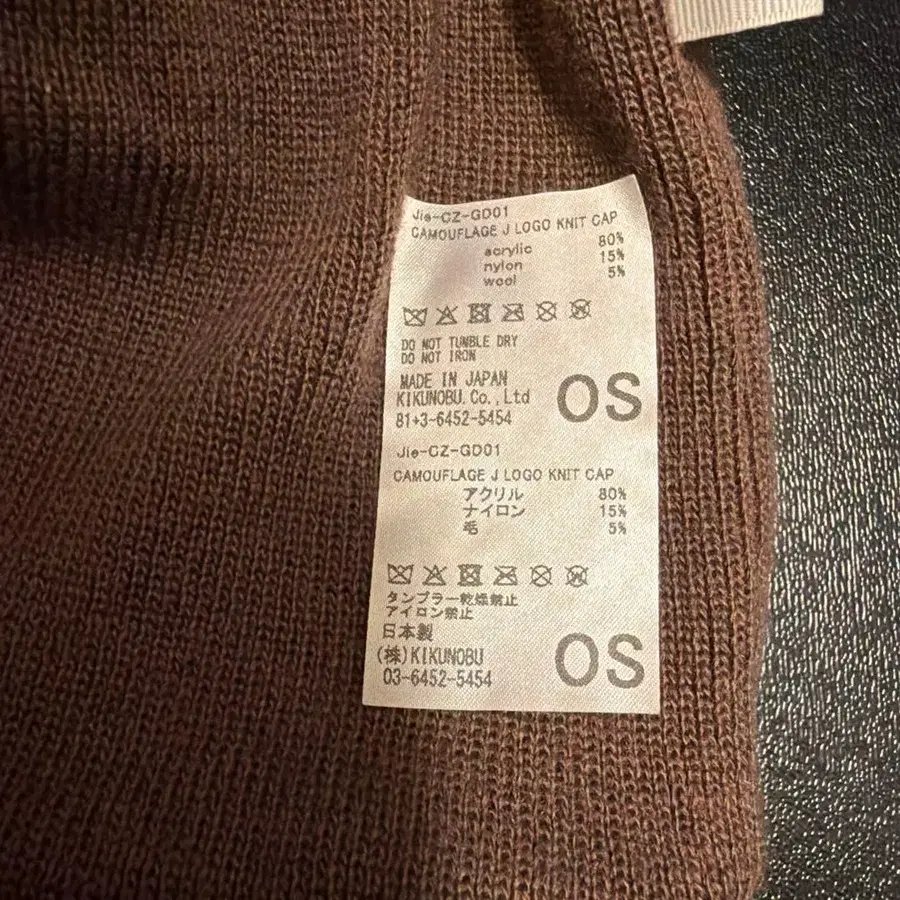 Jie-CZ-GD01
CAMOUFLAGE J LOGO KNIT CAP
acrylic 80%
nylon 15%
wool 5%
DO NOT TUMBLE DRY
DO NOT IRON
MADE IN JAPAN
KIKUNOBU.Co.,Ltd
81+3-6452-5454
OS
Jie-CZ-GD01
CAMOUFLAGE J LOGO KNIT CAP
アクリル 80%
ナイロン 15%
毛 5%
タンブラー乾燥禁止
アイロン禁止
日本製
(株)KIKUNOBU
03-6452-5454
OS